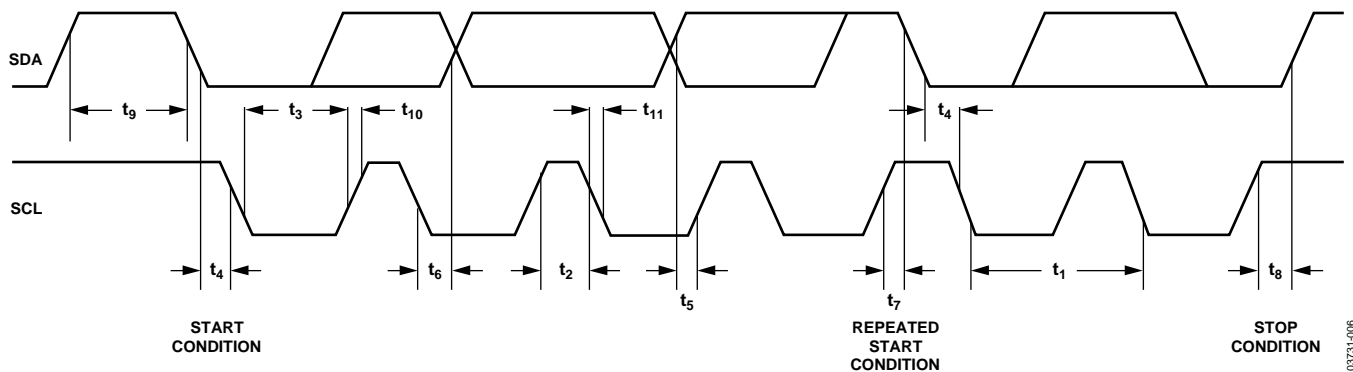 SDA
t9
t3
t10
t11
t4
SCL
t4
t6
t2
t5
t7
t1
t8
START
CONDITION
REPEATED
START
CONDITION
STOP
CONDITION
03731-006